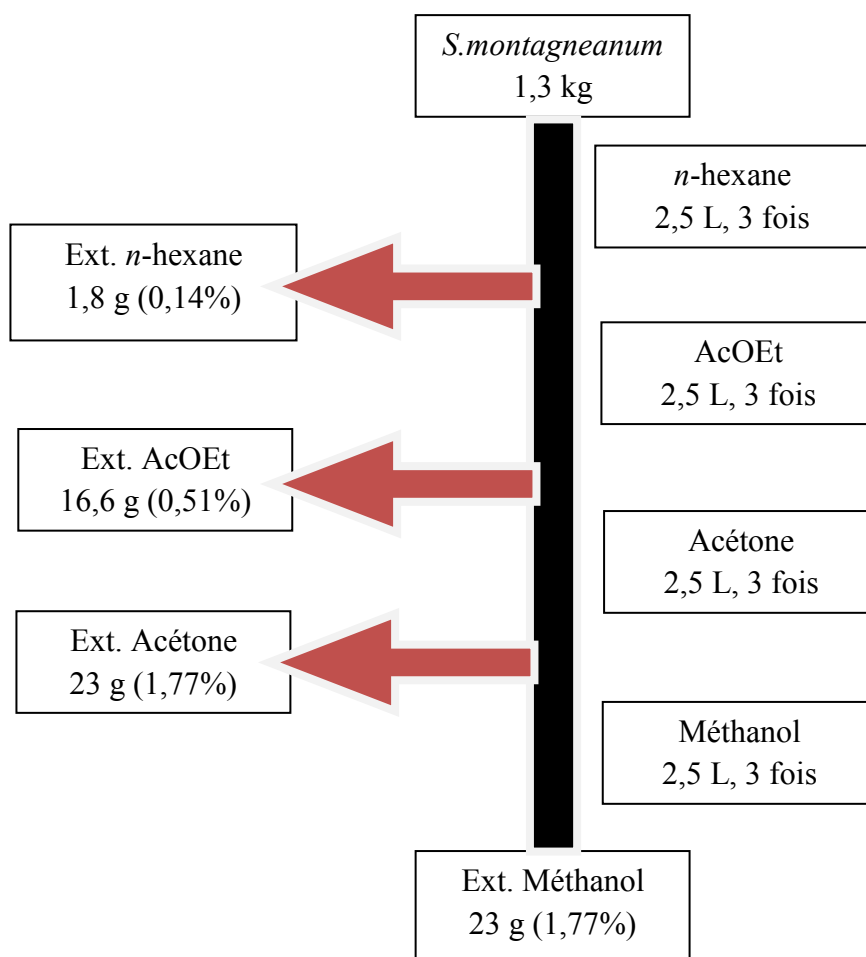 S.montagneanum
1,3 kg
n-hexane
2,5 L, 3 fois
Ext. n-hexane
1,8 g (0,14%)
AcOEt
2,5 L, 3 fois
Ext. AcOEt
16,6 g (0,51%)
Acétone
2,5 L, 3 fois
Ext. Acétone
23 g (1,77%)
Méthanol
2,5 L, 3 fois
Ext. Méthanol
23 g (1,77%)